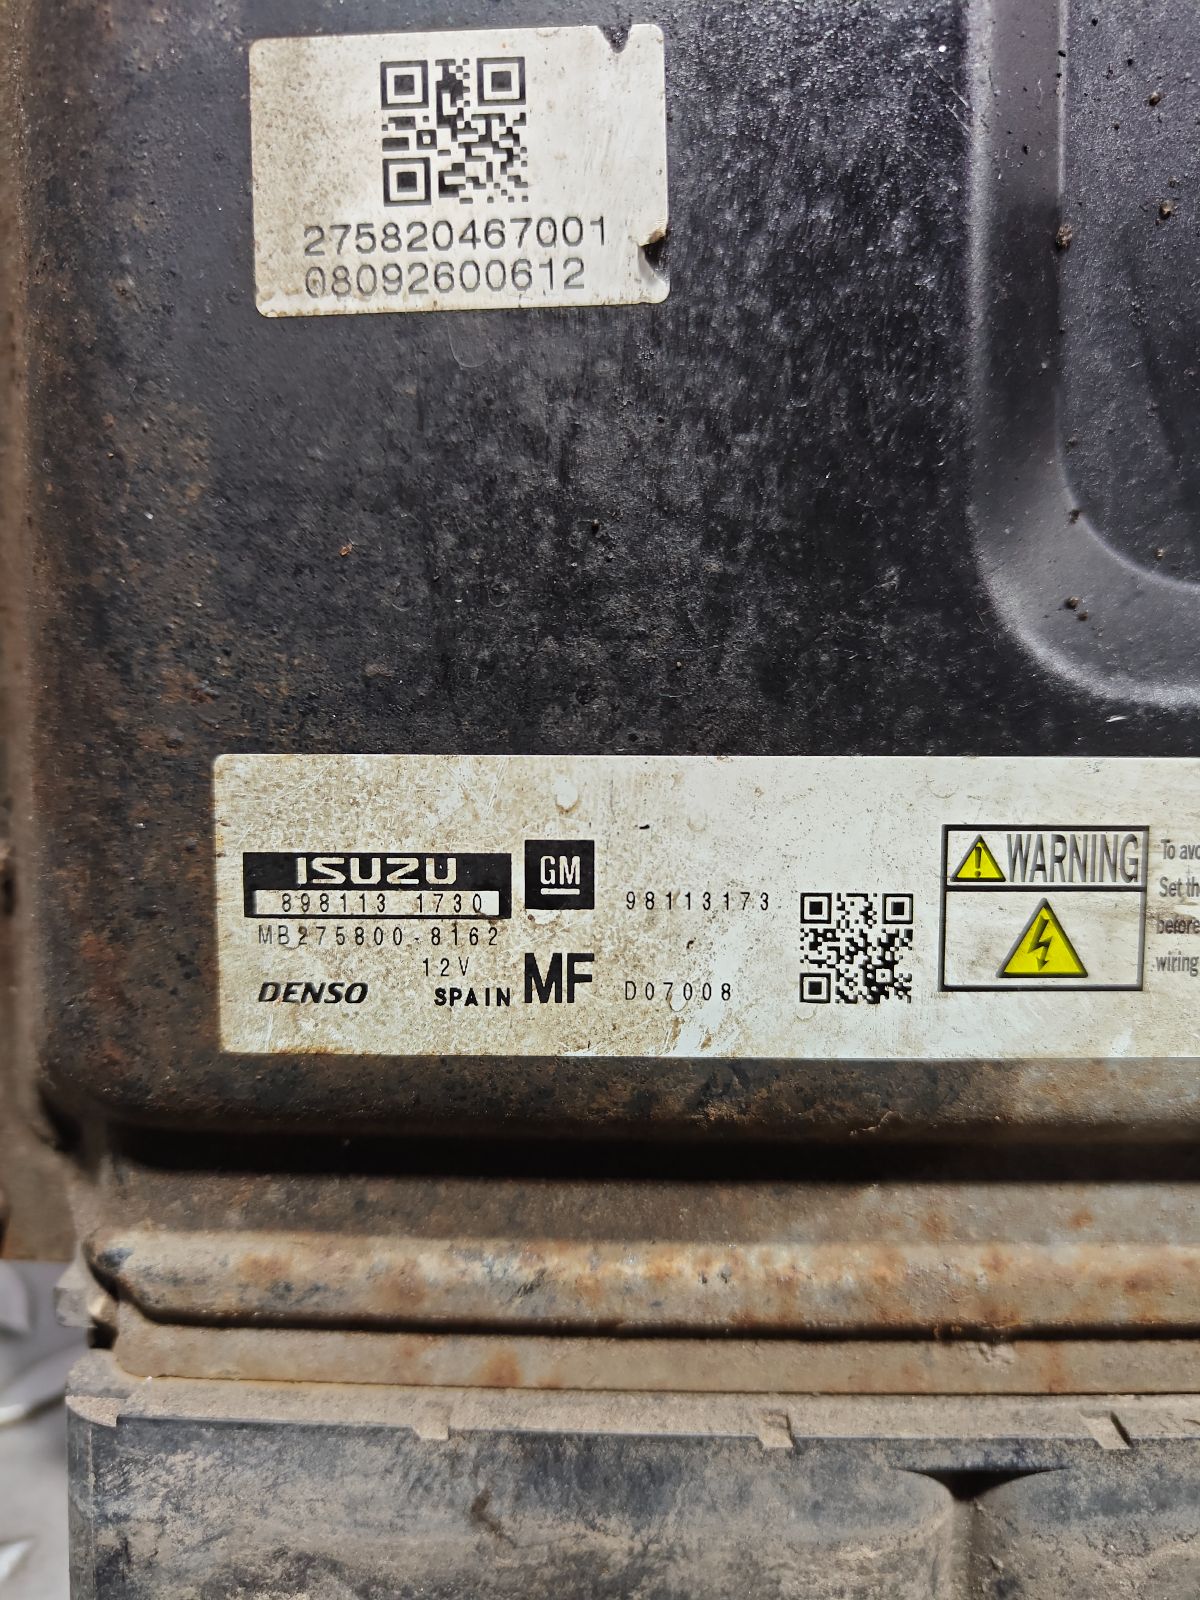 275820467001
08092600612
ISUZU
898113 1730
MB275800-8162
12V
DENSO
SPAIN
GM
MF
98113173
D07008
WARNING
To avo
Set th
before
wiring